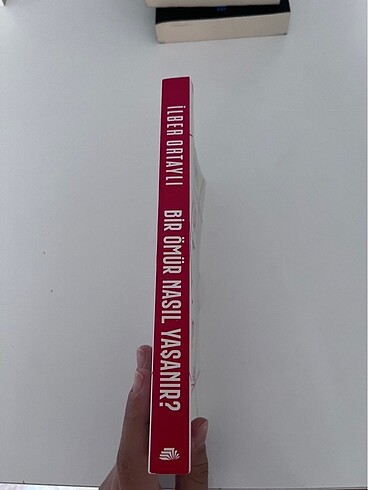 İLBER ORTAYLI
BİR ÖMÜR NASIL YAŞANIR?